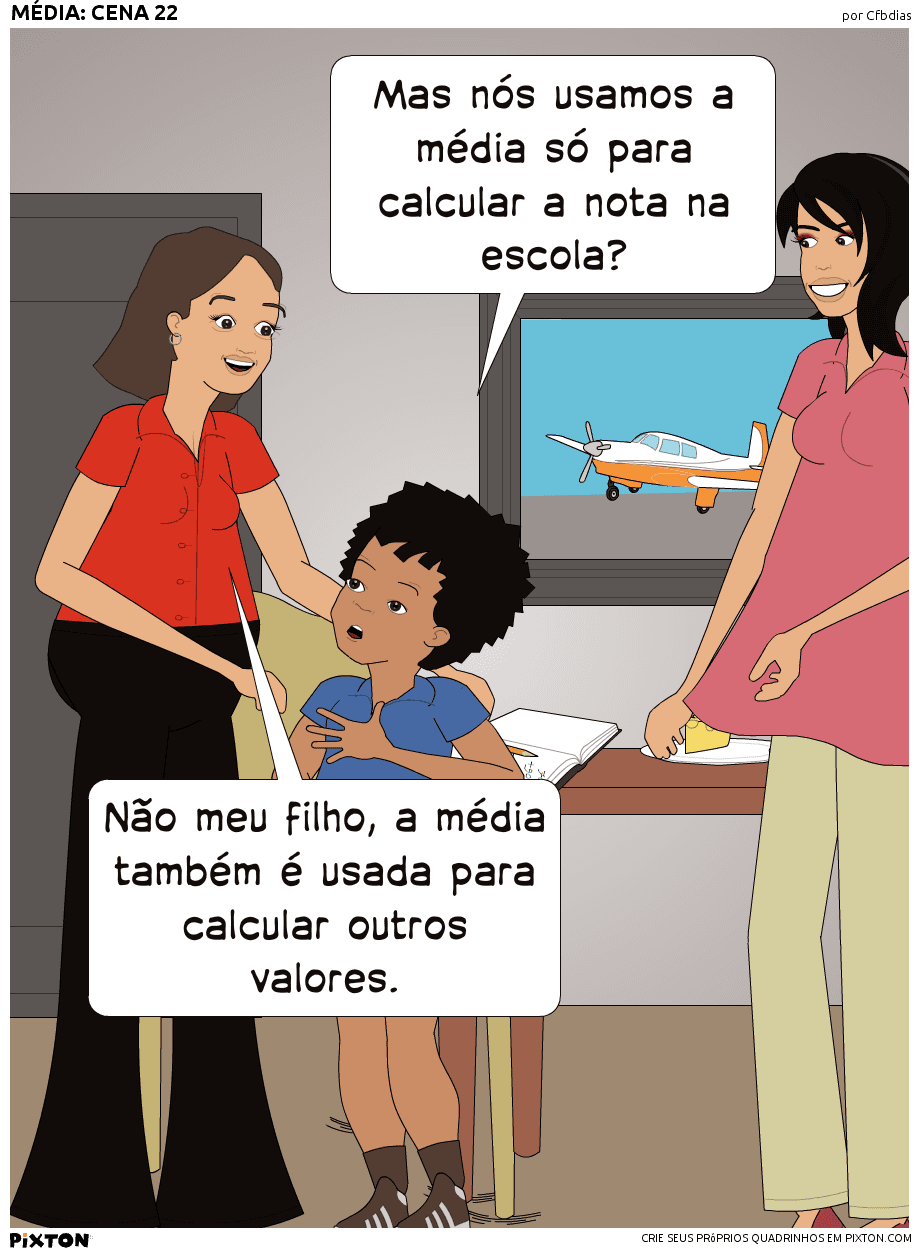 MÉDIA: CENA 22
por Cfbdias
Mas nós usamos a
média só para
calcular a nota na
escola?
Não meu filho, a média
também é usada para
calcular outros
valores.
PiXTON
CRIE SEUS PRóPRIOS QUADRINHOS EM PIXTON.COM